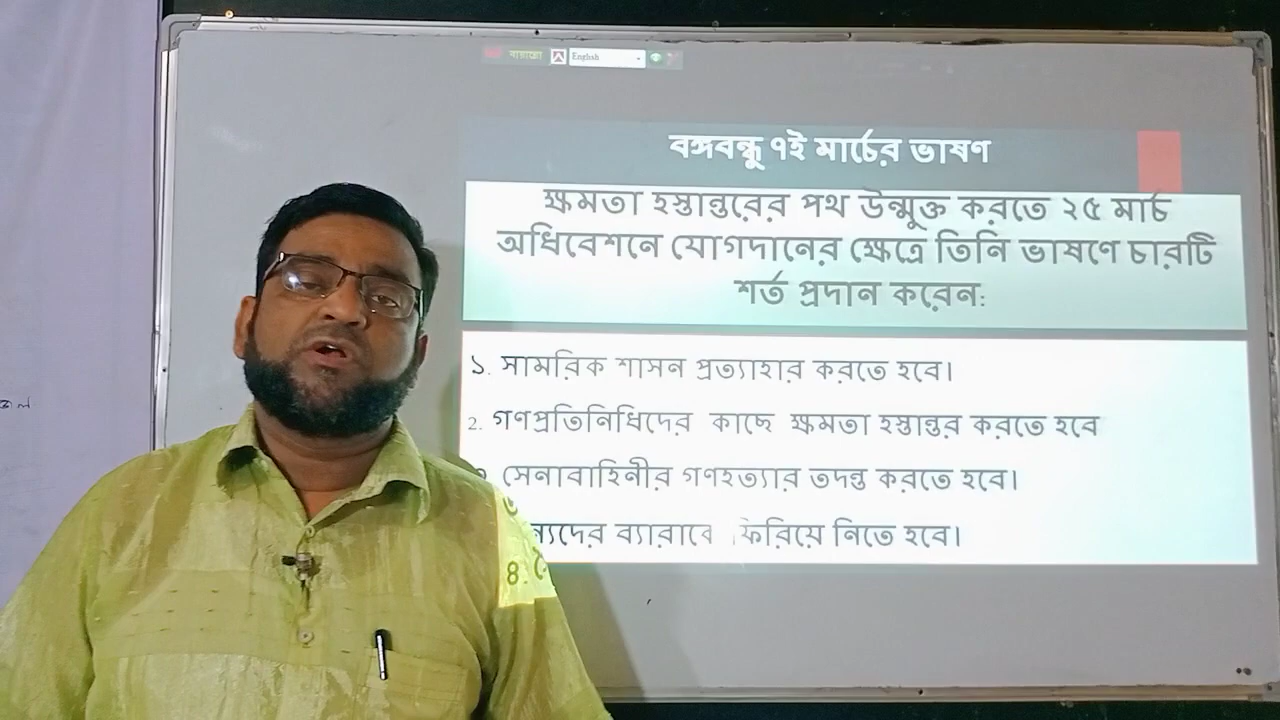 English
বঙ্গবন্ধু ৭ই মার্চের ভাষণ
ক্ষমতা হস্তান্তরের পথ উন্মুক্ত করতে ২৫ মার্চ
অধিবেশনে যোগদানের ক্ষেত্রে তিনি ভাষণে চারটি
শর্ত প্রদান করেন:
১. সামরিক শাসন প্রত্যাহার করতে হবে।
2. গণপ্রতিনিধিদের কাছে ক্ষমতা হস্তান্তর করতে হবে
সেনাবাহিনীর গণহত্যার তদন্ত করতে হবে।
৪. ফিরিয়ে নিতে হবে।